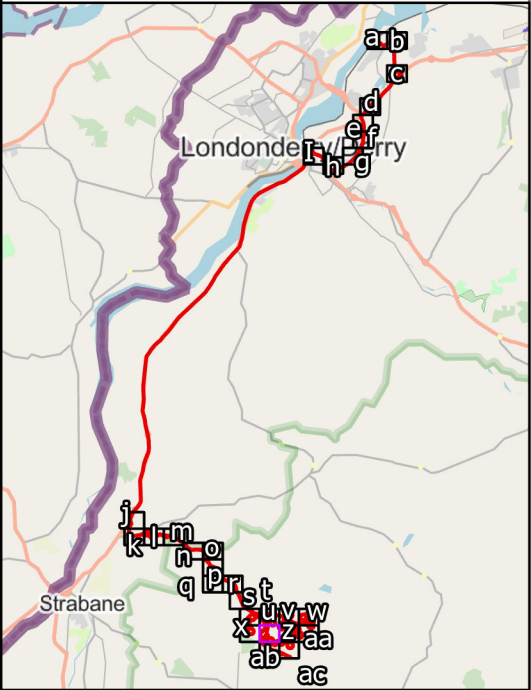 a b
c
d
e f
Londonderry/Derry
I h g
j
k l m
n o
p
q r
s t
u v w
x z aa
ab
ac
Strabane